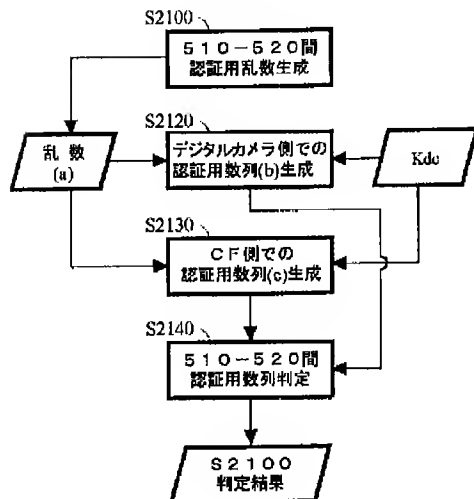 S2100
510-520間
認証用乱数生成
乱 数
(a)
S2120
デジタルカメラ側での
認証用数列(b)生成
Kdc
S2130
CF側での
認証用数列(c)生成
S2140
510-520間
認証用数列判定
S2100
判定結果